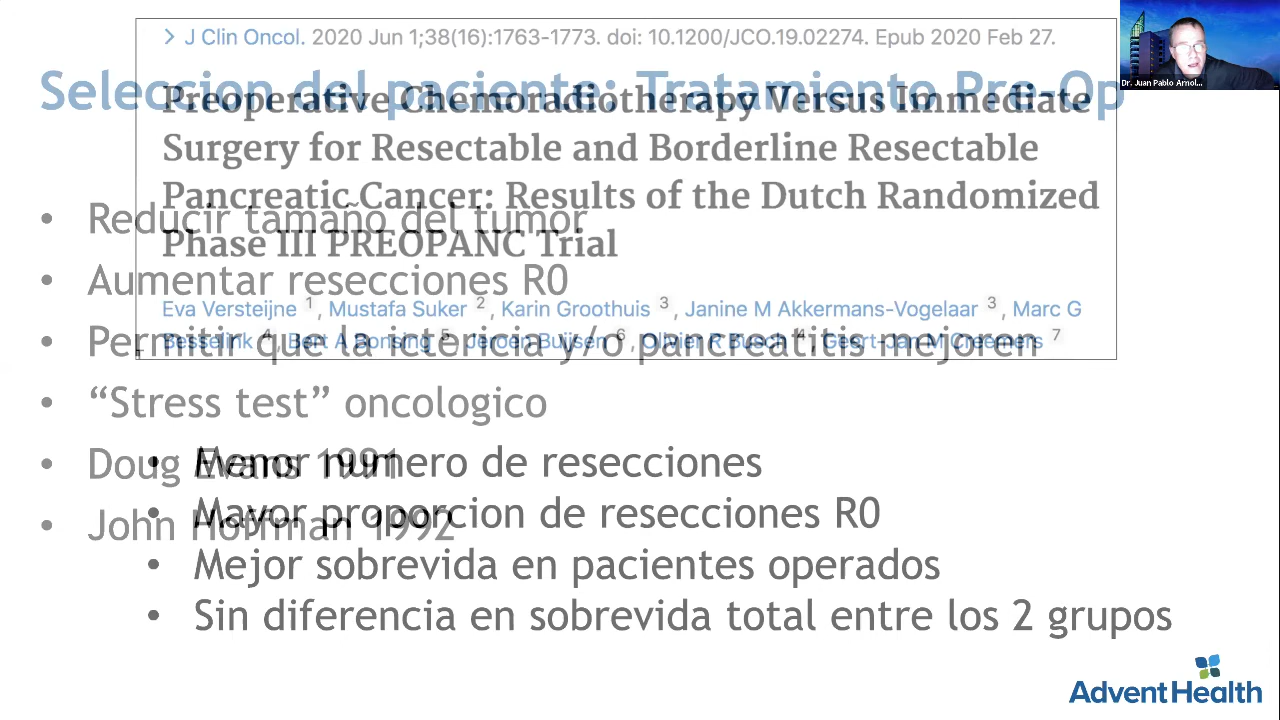 > J Clin Oncol. 2020 Jun 1;38(16):1763-1773. doi: 10.1200/JCO.19.02274. Epub 2020 Feb 27.
Seleccion del paciente: Tratamiento Pre-Op
Preoperative Chemoradiotherapy Versus Immediate
Surgery for Resectable and Borderline Resectable
Pancreatic Cancer: Results of the Dutch Randomized
Phase III PREOPANC Trial
Eva Versteijne 1, Mustafa Suker 2, Karin Groothuis 3, Janine M Akkermans-Vogelaar 3, Marc G
Besselink 4, Bert A Bonsing 5, Jeroen Buijsen 6, Olivier R Busch 4, Geert-Jan M Creemers 7
• Reducir tamaño del tumor
• Aumentar resecciones R0
• Permitir que la ictericia y/o pancreatitis mejoren
• “Stress test” oncologico
• Doug Evans 1991
• John Hoffman 1992
• Menor numero de resecciones
• Mayor proporcion de resecciones R0
• Mejor sobrevida en pacientes operados
• Sin diferencia en sobrevida total entre los 2 grupos
Dr. Juan Pablo Arnol...
AdventHealth